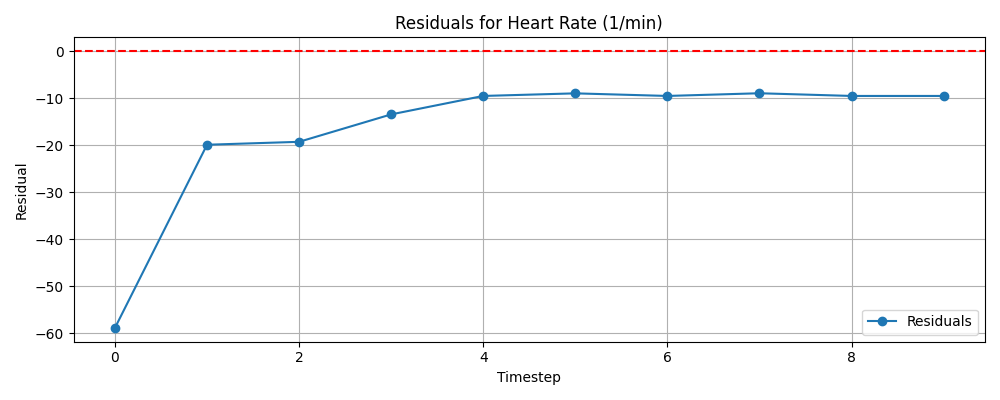 Residuals for Heart Rate (1/min)
Residual
0
−10
−20
−30
−40
−50
−60
0 2 4 6 8
Timestep
Residuals